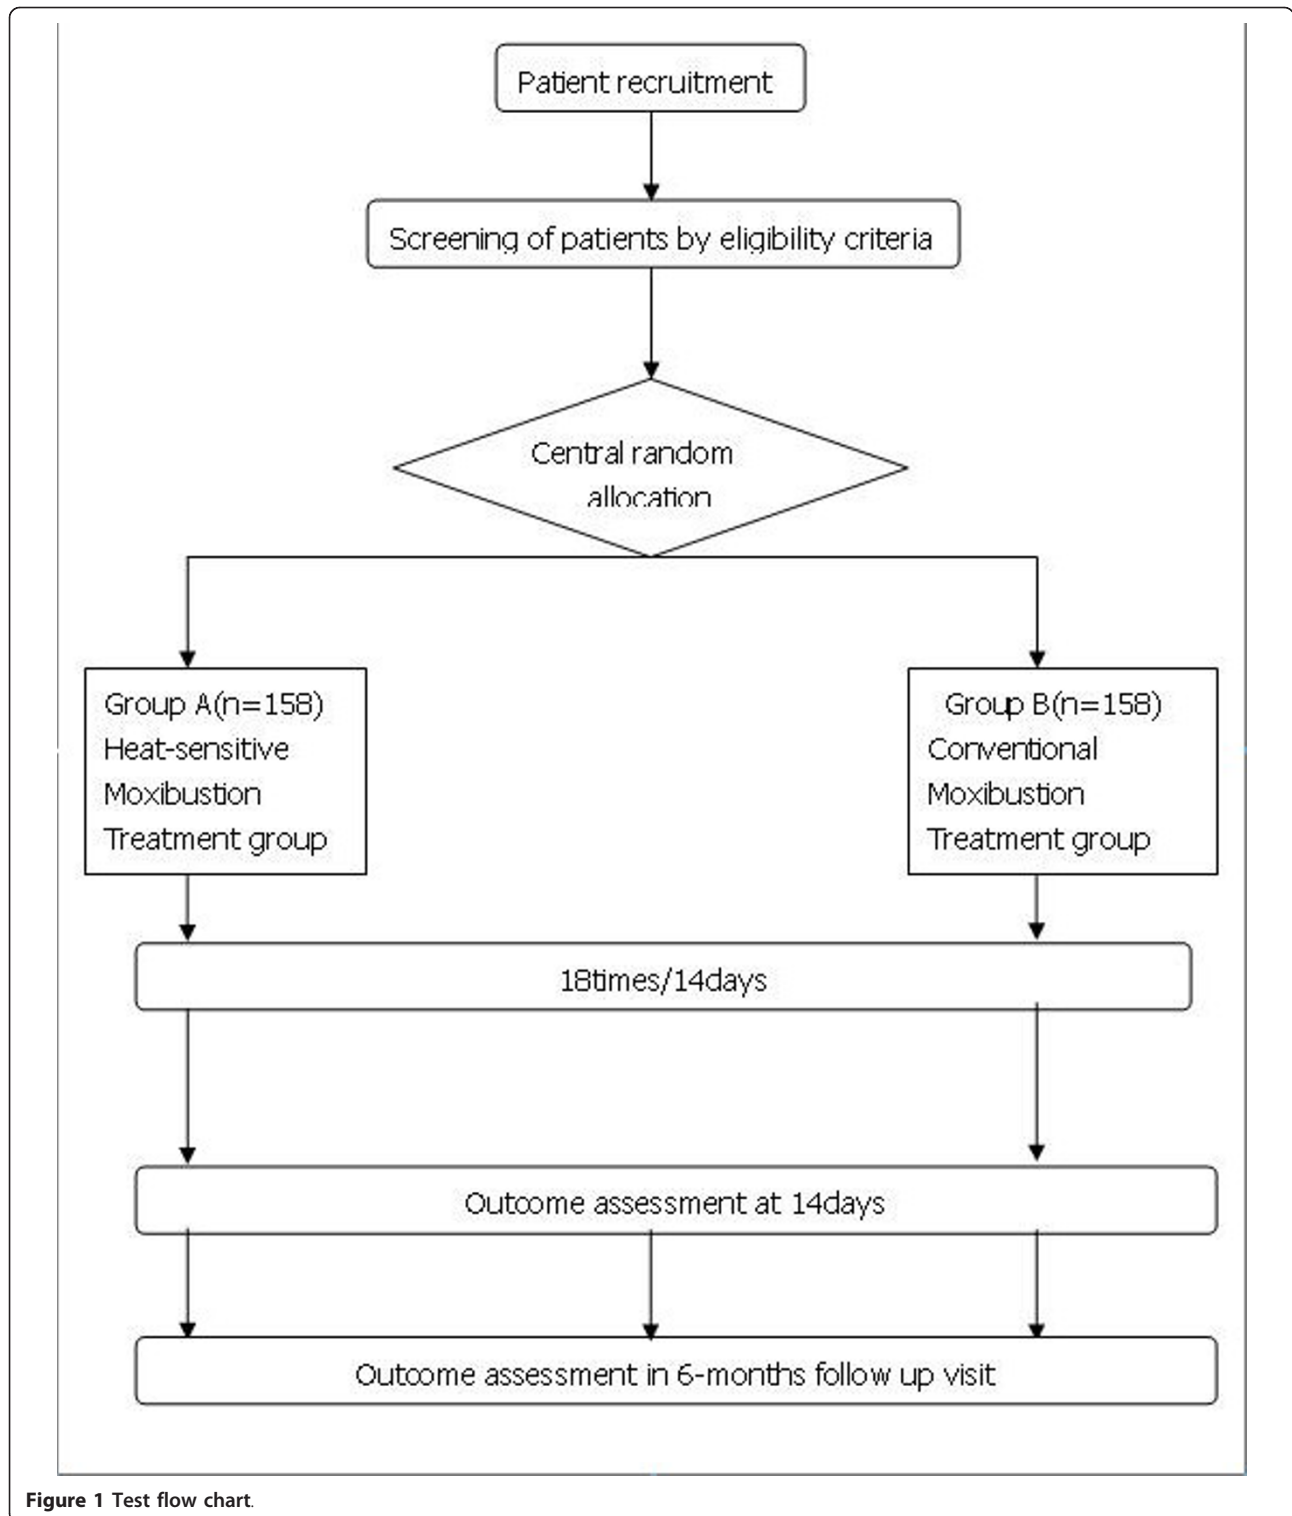 Patient recruitment
Screening of patients by eligibility criteria
Central random
allocation
Group A(n=158)
Heat-sensitive
Moxibustion
Treatment group
Group B(n=158)
Conventional
Moxibustion
Treatment group
18times/14days
Outcome assessment at 14days
Outcome assessment in 6-months follow up visit
Figure 1 Test flow chart.